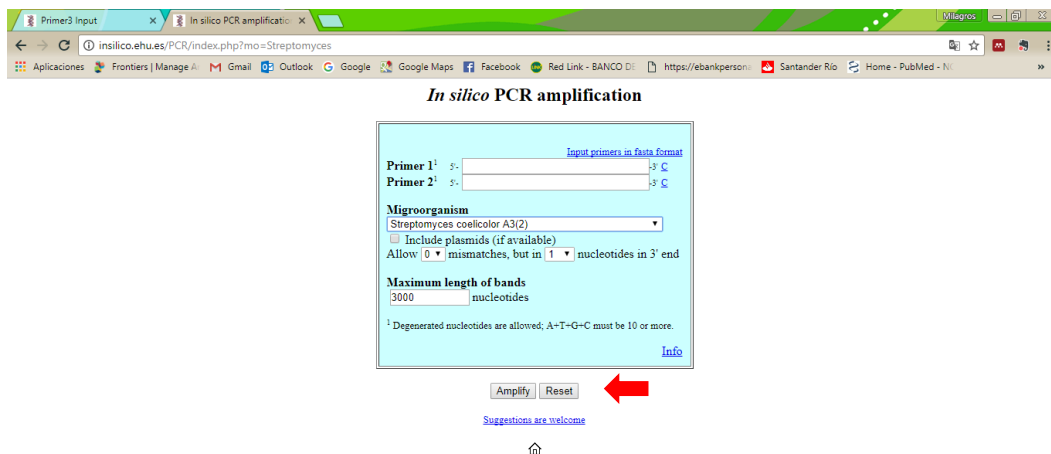 Primer3 Input
In silico PCR amplificatio
Milagros
insilico.ehu.es/PCR/index.php?mo=Streptomyces
Aplicaciones Frontiers | Manage A Gmail Outlook Google Google Maps Facebook Red Link - BANCO DE https://ebankpersona Santander Río Home - PubMed - NC »
In silico PCR amplification
Input primers in fasta format
Primer 1¹ 5'- -3' C
Primer 2¹ 5'- -3' C
Migroorganism
Streptomyces coelicolor A3(2)
Include plasmids (if available)
Allow 0 mismatches, but in 1 nucleotides in 3' end
Maximum length of bands
3000 nucleotides
¹ Degenerated nucleotides are allowed; A+T+G+C must be 10 or more.
Info
Amplify Reset
Suggestions are welcome